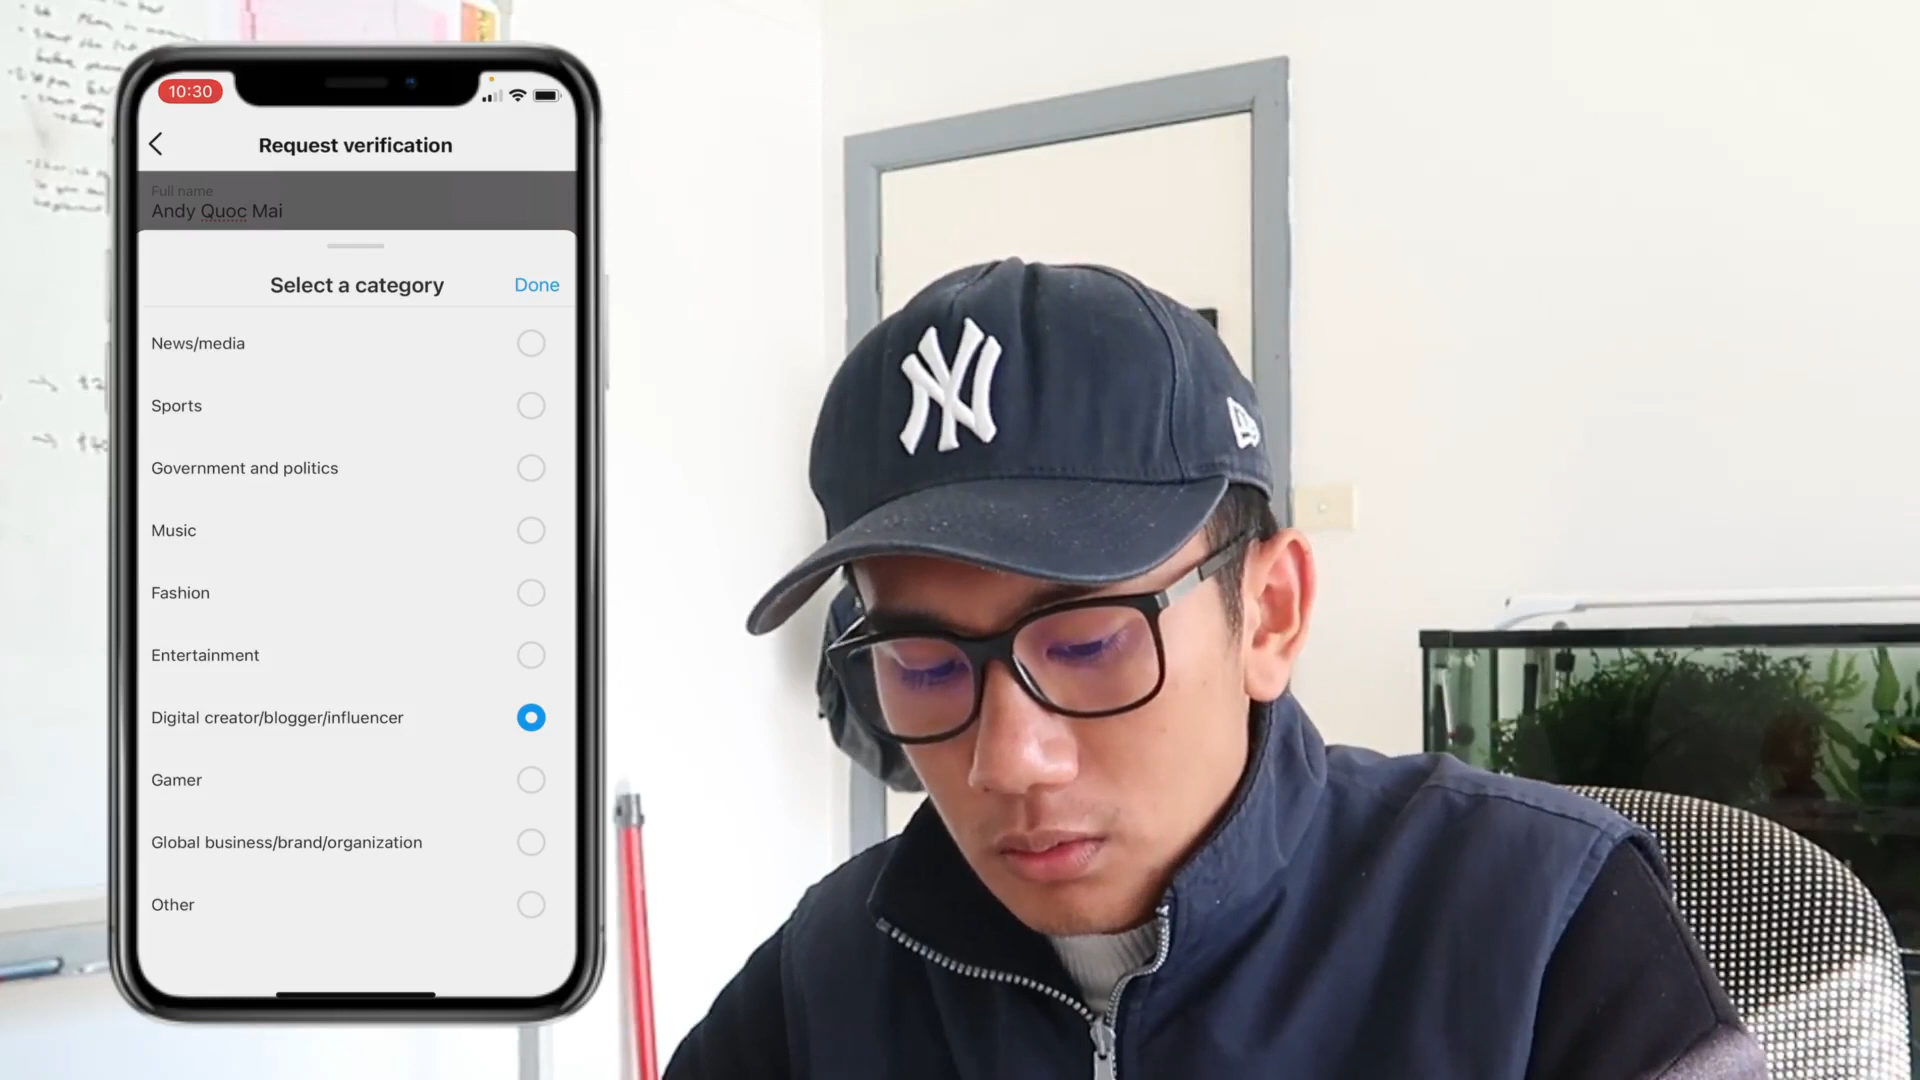 10:30
Request verification
Full name
Andy Quoc Mai
Select a category
Done
News/media
Sports
Government and politics
Music
Fashion
Entertainment
Digital creator/blogger/influencer
Gamer
Global business/brand/organization
Other
NY